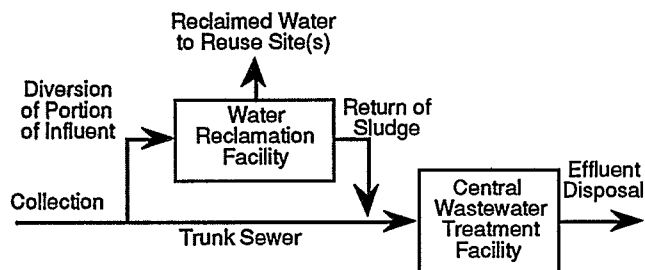 Reclaimed Water
to Reuse Site(s)
Diversion
of Portion
of Influent
Water
Reclamation
Facility
Return of
Sludge
Collection
Trunk Sewer
Central
Wastewater
Treatment
Facility
Effluent
Disposal